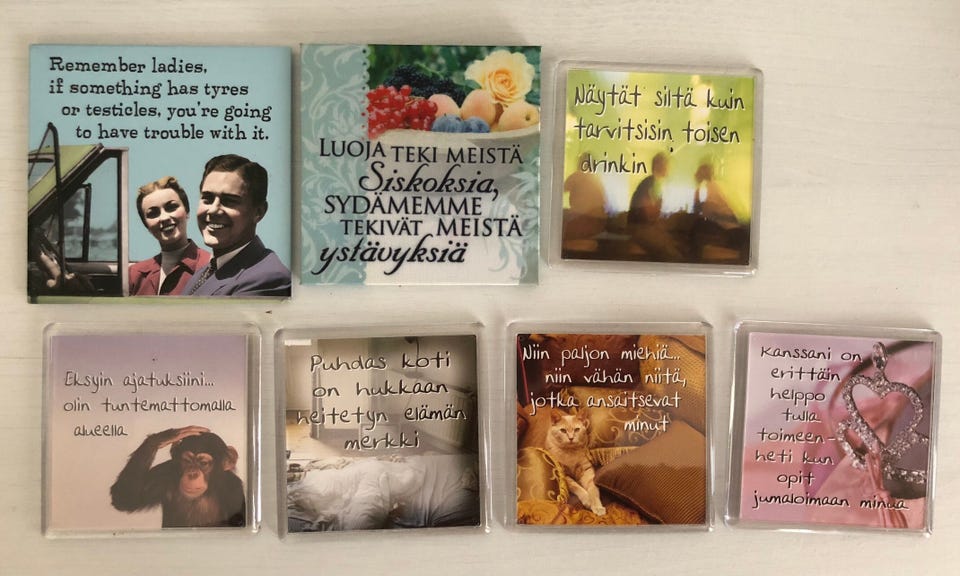 Remember ladies,
if something has tyres
or testicles, you're going
to have trouble with it.
LUOJA TEKI MEISTÄ
Siskoksia,
SYDÄMEMME
TEKIVÄT MEISTÄ
ystävyksiä
Näytät siltä kuin
tarvitsisin toisen
drinkin
Eksyin ajatuksiini...
olin tuntemattomalla
alueella
Puhdas koti
on hukkaan
heitetyn elämän
merkki
Niin paljon miehiä...
niin vähän niitä,
jotka ansaitsevat
minut
Kanssani on
erittäin
helppo
tulla
toimeen-
heti kun
opit
jumaloimaan minua